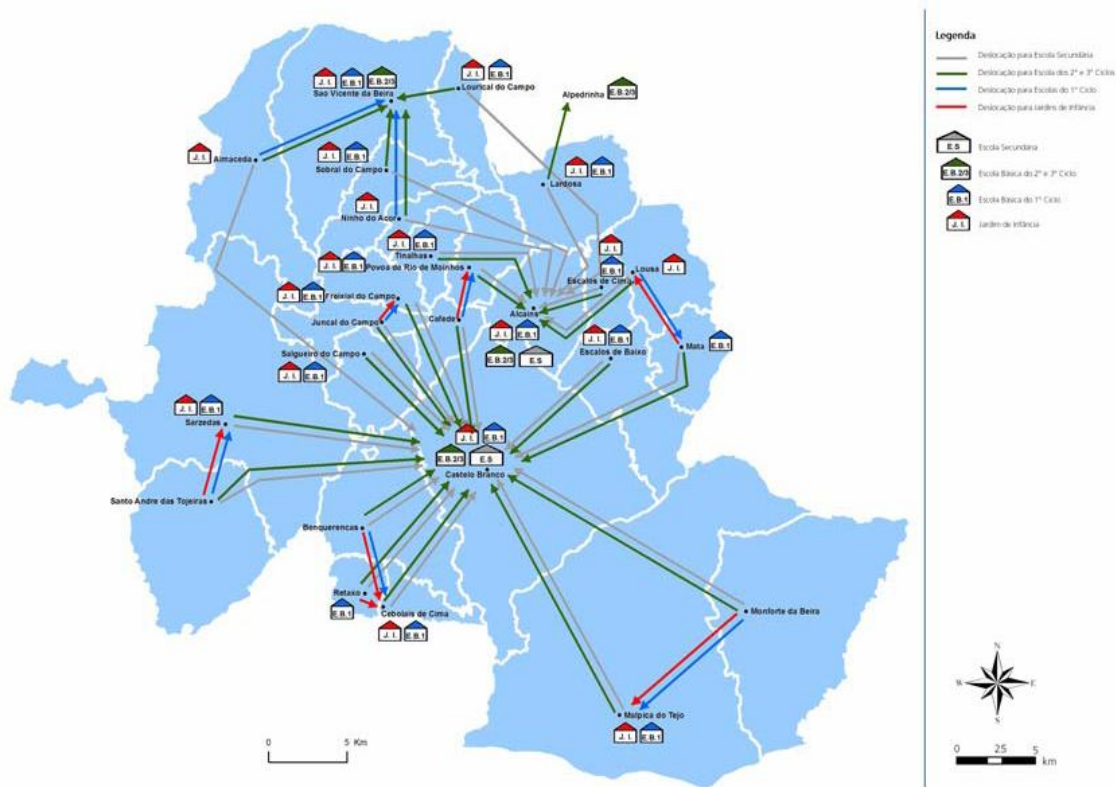 J. I. E.B.1 E.B.2/3
Sao Vicente da Beira
J. I. E.B.1
Lourical do Campo
Alpedrinha E.B.2/3
J. I. Almaceda
J. I. E.B.1
Sobral do Campo
J. I. E.B.1
Lardosa
J. I.
Ninho do Acor
J. I. E.B.1
Tinalhas
J. I. E.B.1
Povoa de Rio de Moinhos
J. I.
E.B.1
Escalos de Cima
Lousa J. I.
J. I. E.B.1
Freixial do Campo
Juncal do Campo
Cafede
Alcains
J. I. E.B.1
E.B.2/3 E.S
J. I. E.B.1
Escalos de Baixo
Mata E.B.1
Salgueiro do Campo
J. I. E.B.1
J. I. E.B.1
Sarzedas
J. I. E.B.1
E.B.2/3 E.S
Castelo Branco
Santo Andre das Tojeiras
Benquerencas
Retaxo
E.B.1
Cebolais de Cima
J. I. E.B.1
Monforte da Beira
Malpica do Tejo
J. I. E.B.1
0 5 Km
Legenda
Deslocação para Escola Secundária
Deslocação para Escola dos 2º e 3º Ciclos
Deslocação para Escolas do 1º Ciclo
Deslocação para Jardins de Infância
E.S Escola Secundária
E.B.2/3 Escola Básica do 2º e 3º Ciclo
E.B.1 Escola Básica do 1º Ciclo
J. I. Jardim de Infância
N
W E
S
0 25 5
km